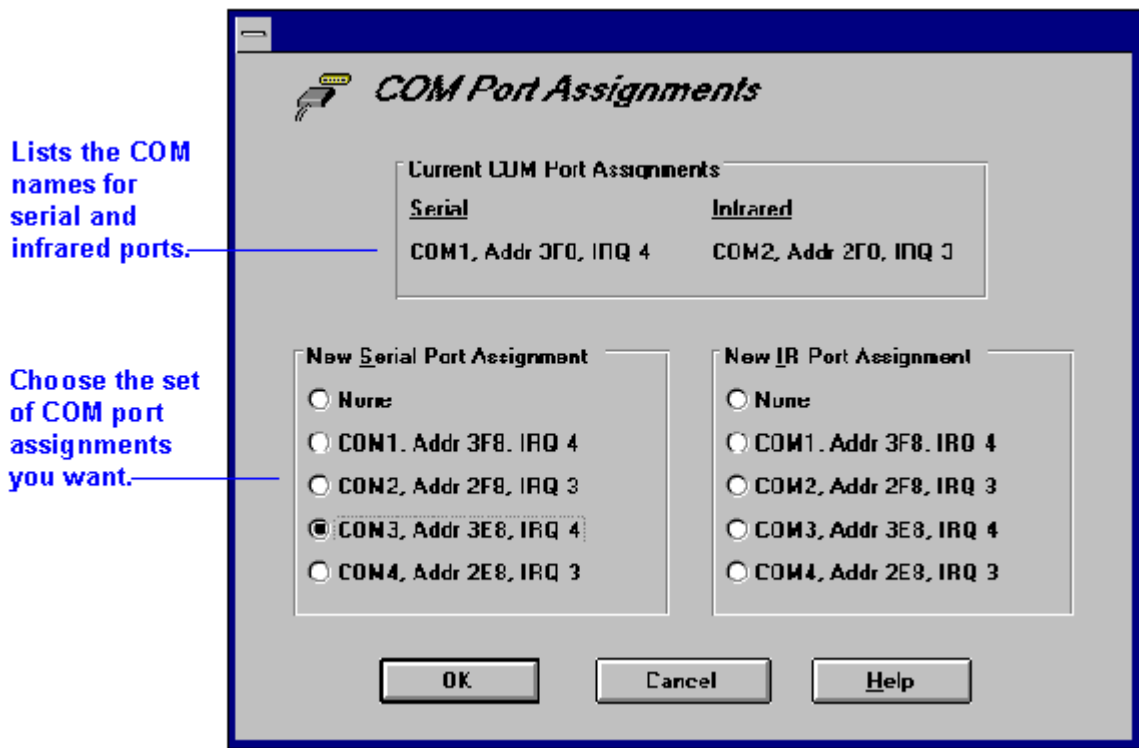 COM Port Assignments
Lists the COM
names for
serial and
infrared ports.
Current COM Port Assignments
Serial Infrared
COM1, Addr 3F8, IRQ 4 COM2, Addr 2F8, IRQ 3
Choose the set
of COM port
assignments
you want.
New Serial Port Assignment
None
COM1, Addr 3F8, IRQ 4
COM2, Addr 2F8, IRQ 3
COM3, Addr 3E8, IRQ 4
COM4, Addr 2E8, IRQ 3
New IR Port Assignment
None
COM1, Addr 3F8, IRQ 4
COM2, Addr 2F8, IRQ 3
COM3, Addr 3E8, IRQ 4
COM4, Addr 2E8, IRQ 3
OK Cancel Help